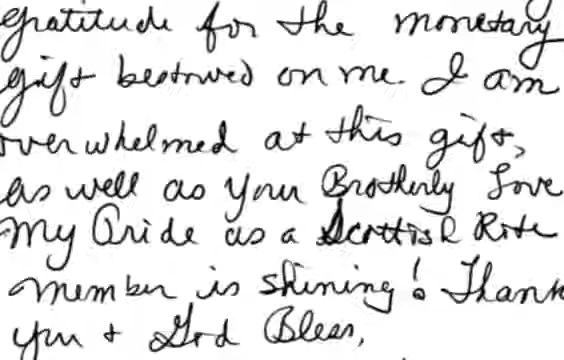 gratitude for the monetary
gift bestowed on me. I am
overwhelmed at this gift,
as well as your Brotherly Love
My Pride as a Scottish Rite
member is shining! Thank
you + God Bless,